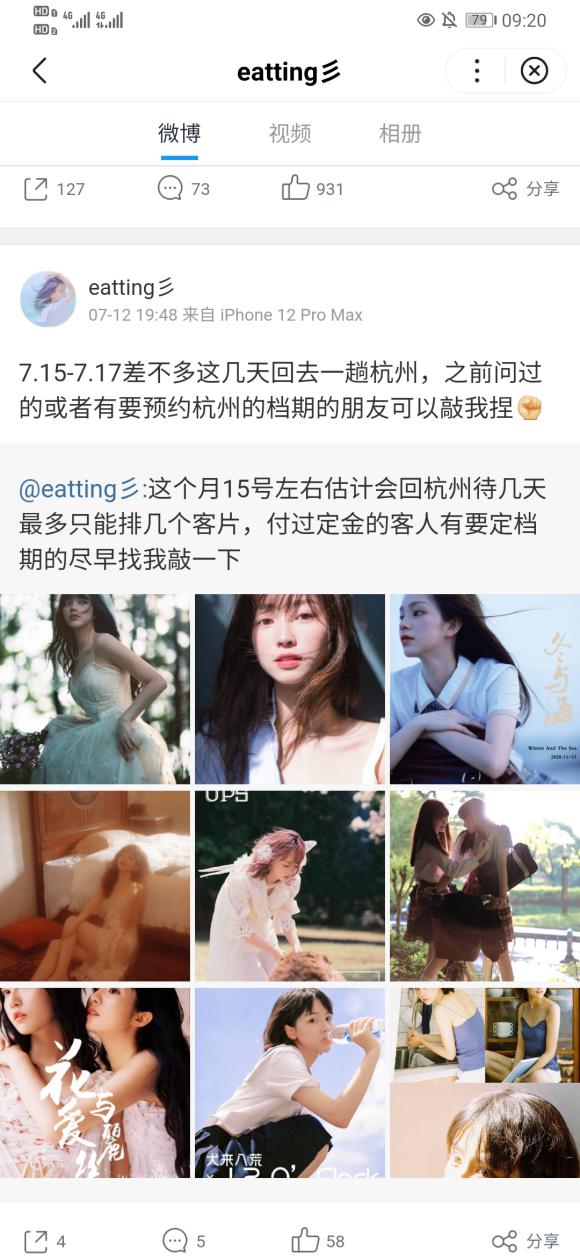 HD 1 4G 4G 79 09:20
HD 2
eatting彡
微博 视频 相册
127 73 931 分享
eatting彡
07-12 19:48 来自 iPhone 12 Pro Max
7.15-7.17差不多这几天回去一趟杭州，之前问过
的或者有要预约杭州的档期的朋友可以敲我捏✊
@eatting彡:这个月15号左右估计会回杭州待几天
最多只能排几个客片，付过定金的客人有要定档
期的尽早找我敲一下
冬与海
Winter And The Sea
2020.11/13
花与爱丽丝
犬来八荒
12 0' Clock
4 5 58 分享